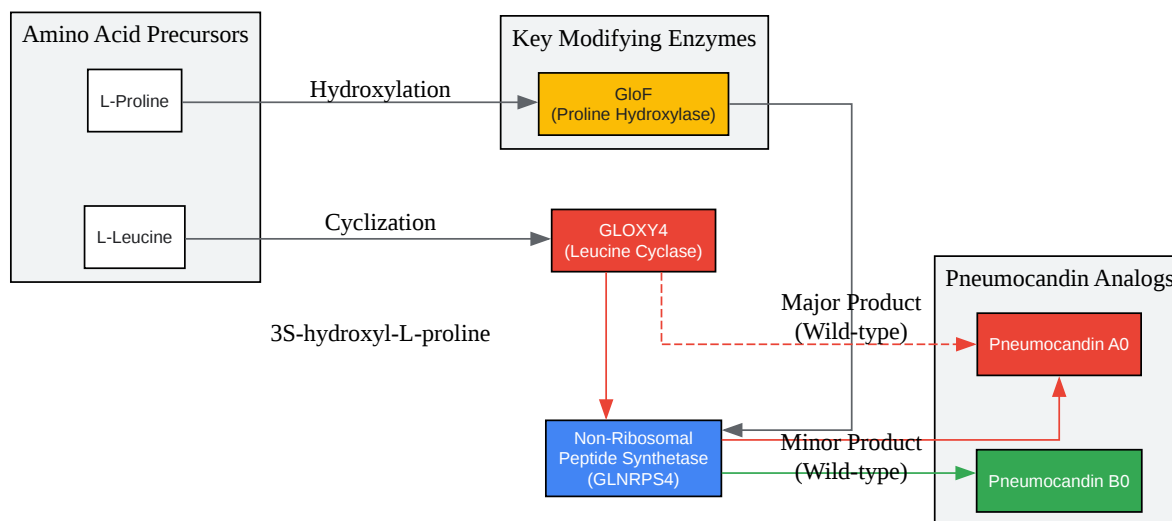 Amino Acid Precursors
Key Modifying Enzymes
L-Proline
Hydroxylation
GloF
(Proline Hydroxylase)
L-Leucine
Cyclization
GLOXY4
(Leucine Cyclase)
Pneumocandin Analogs
3S-hydroxyl-L-proline
Major Product
(Wild-type)
Pneumocandin A0
Non-Ribosomal
Peptide Synthetase
(GLNRPS4)
Minor Product
(Wild-type)
Pneumocandin B0